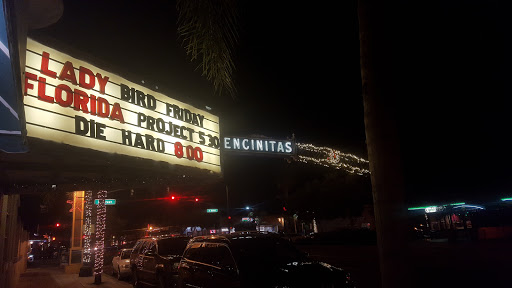 LADY BIRD FRIDAY
FLORIDA PROJECT 5:30
DIE HARD 8:00
ENCINITAS